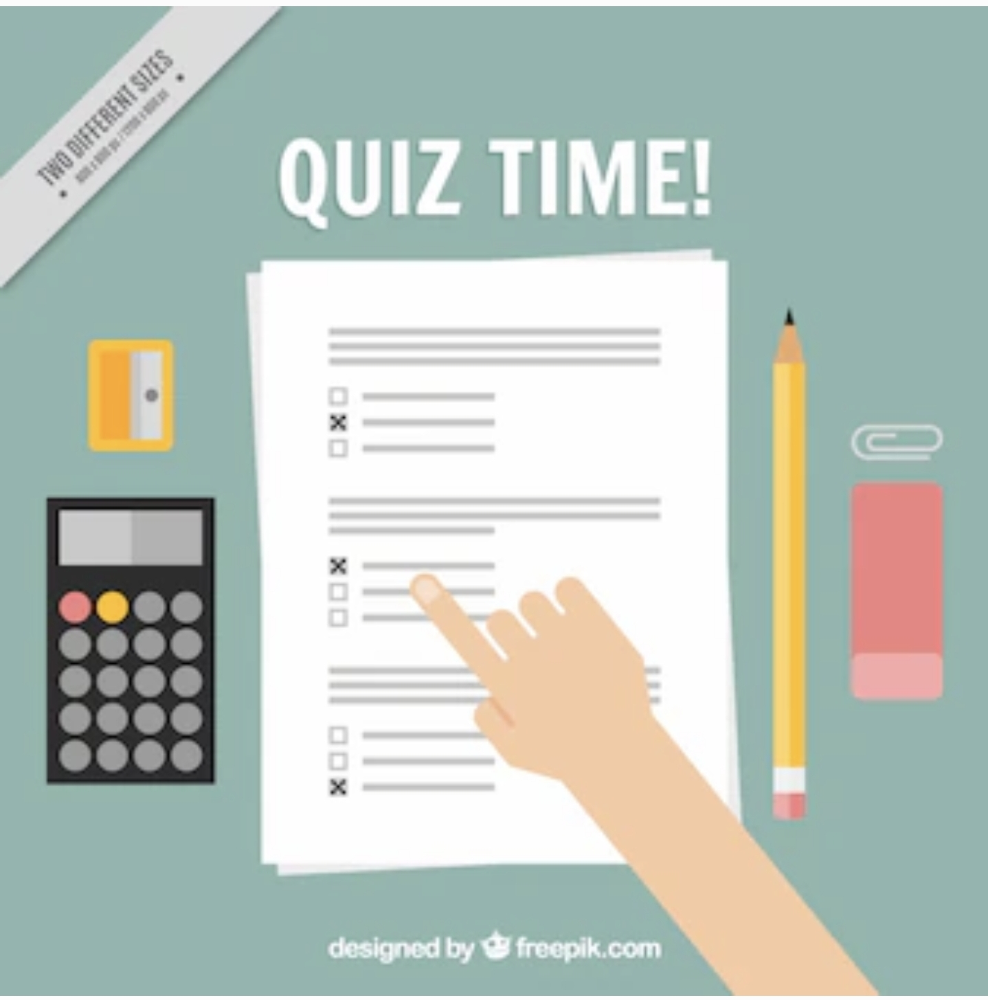 TWO DIFFERENT SIZES
QUIZ TIME!
designed by freepik.com